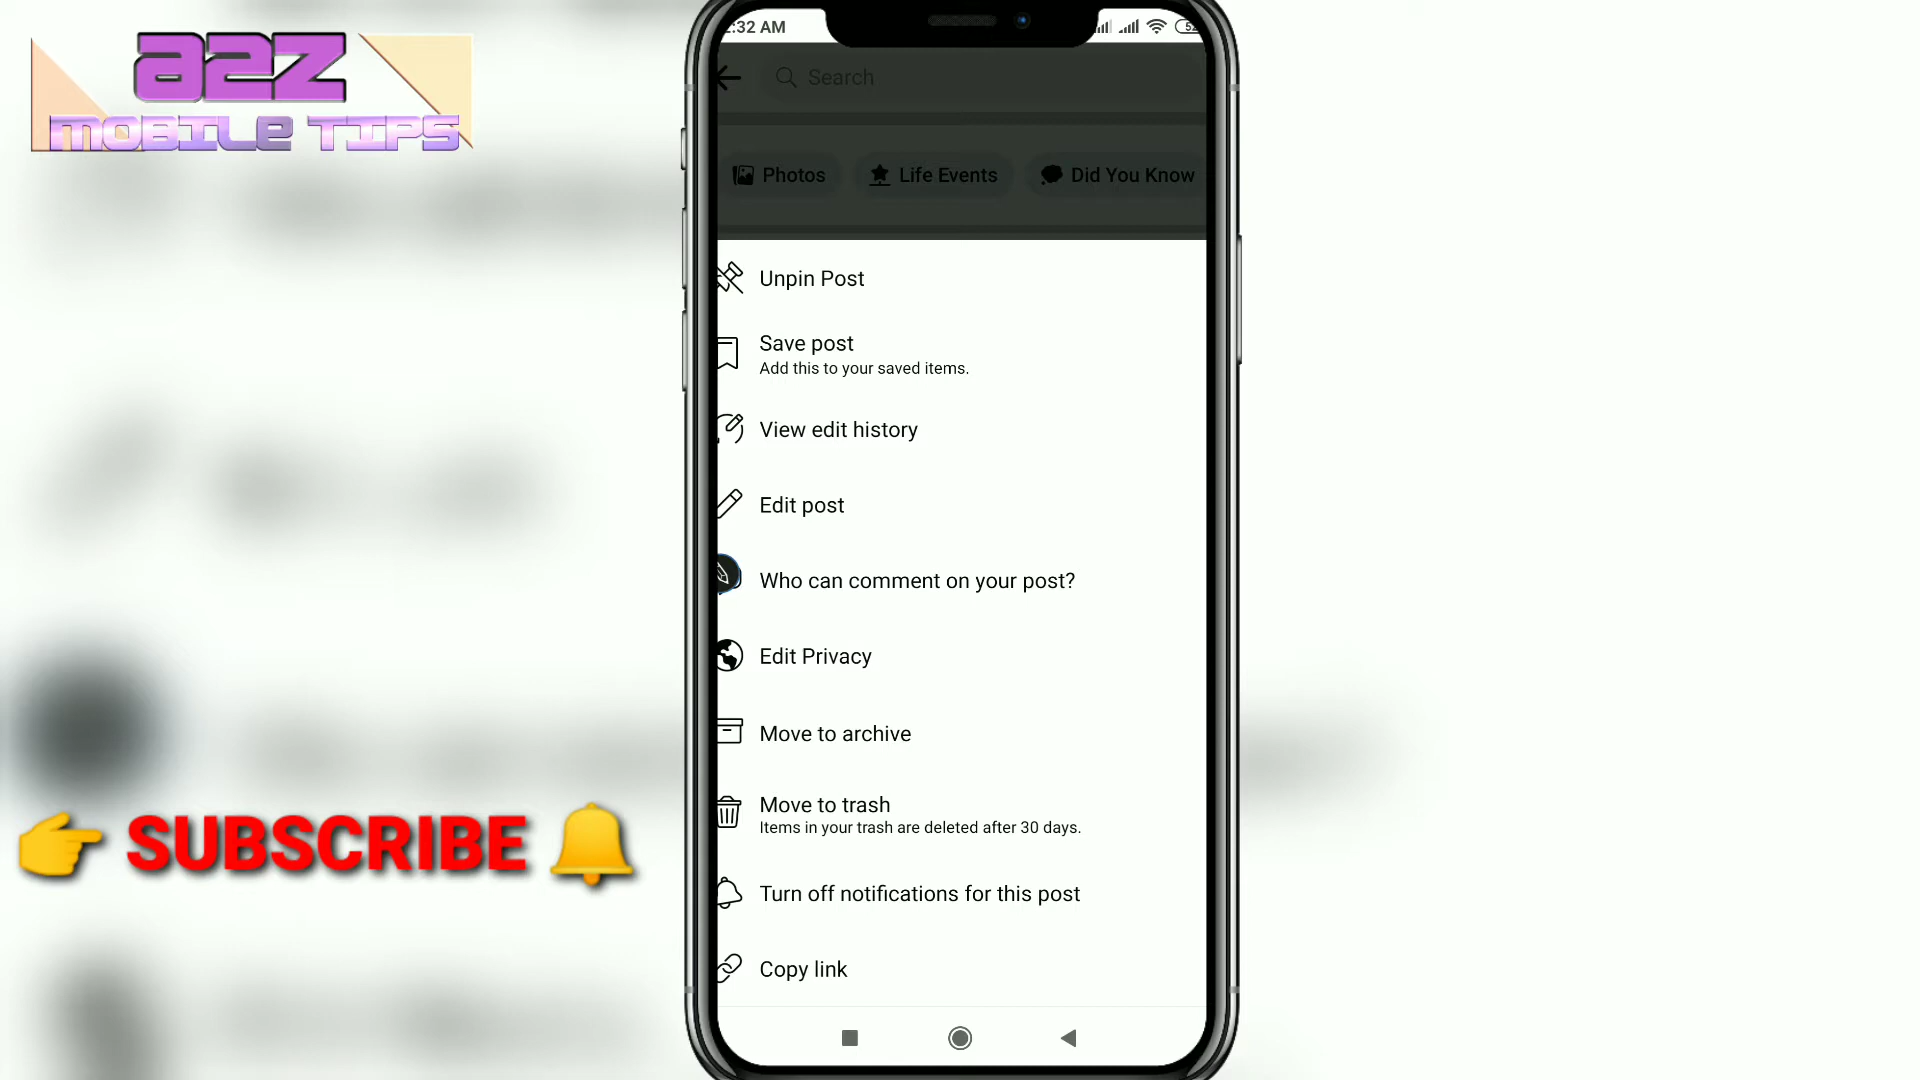 a2z
MOBILE TIPS
:32 AM
52
Search
Photos
Life Events
Did You Know
Unpin Post
Save post
Add this to your saved items.
View edit history
Edit post
Who can comment on your post?
Edit Privacy
Move to archive
Move to trash
Items in your trash are deleted after 30 days.
Turn off notifications for this post
Copy link
SUBSCRIBE